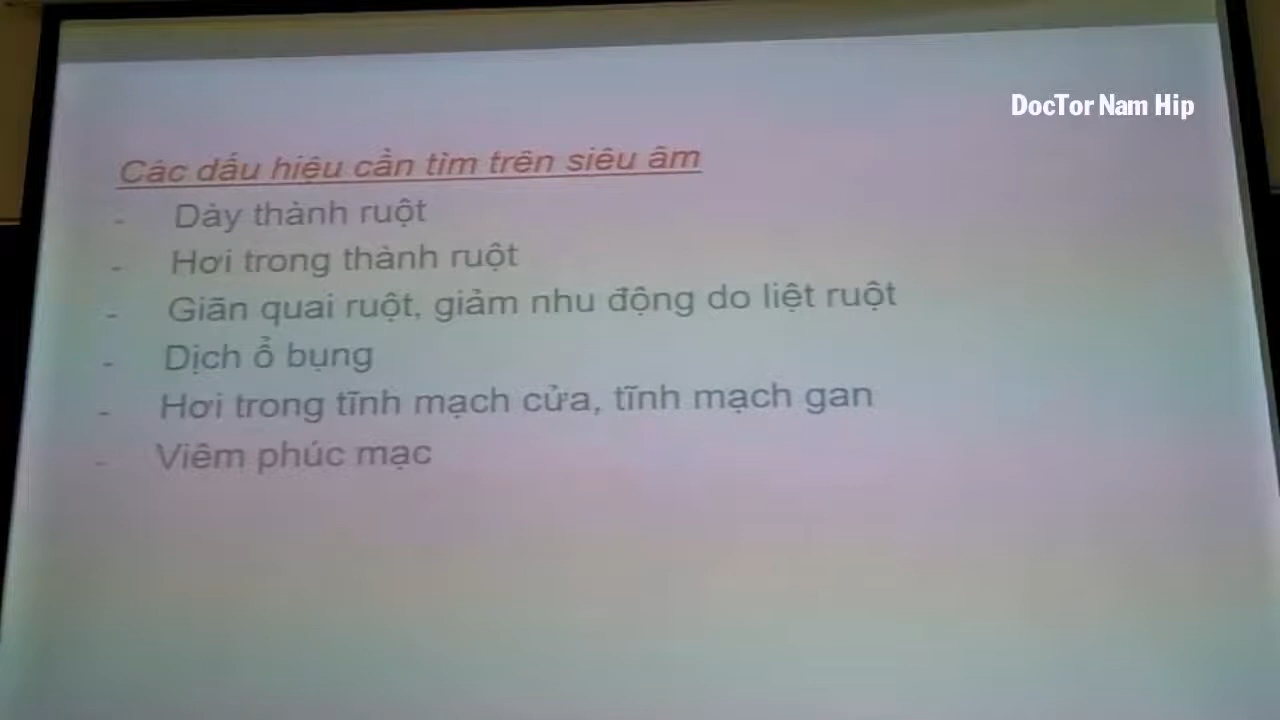 DocTor Nam Hip
Các dấu hiệu cần tìm trên siêu âm
- Dày thành ruột
- Hơi trong thành ruột
- Giãn quai ruột, giảm nhu động do liệt ruột
- Dịch ổ bụng
- Hơi trong tĩnh mạch cửa, tĩnh mạch gan
- Viêm phúc mạc